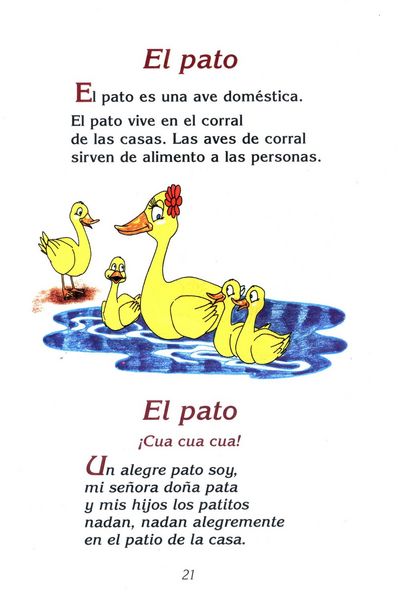 El pato
El pato es una ave doméstica.
El pato vive en el corral
de las casas. Las aves de corral
sirven de alimento a las personas.
El pato
¡Cua cua cua!
Un alegre pato soy,
mi señora doña pata
y mis hijos los patitos
nadan, nadan alegremente
en el patio de la casa.
21